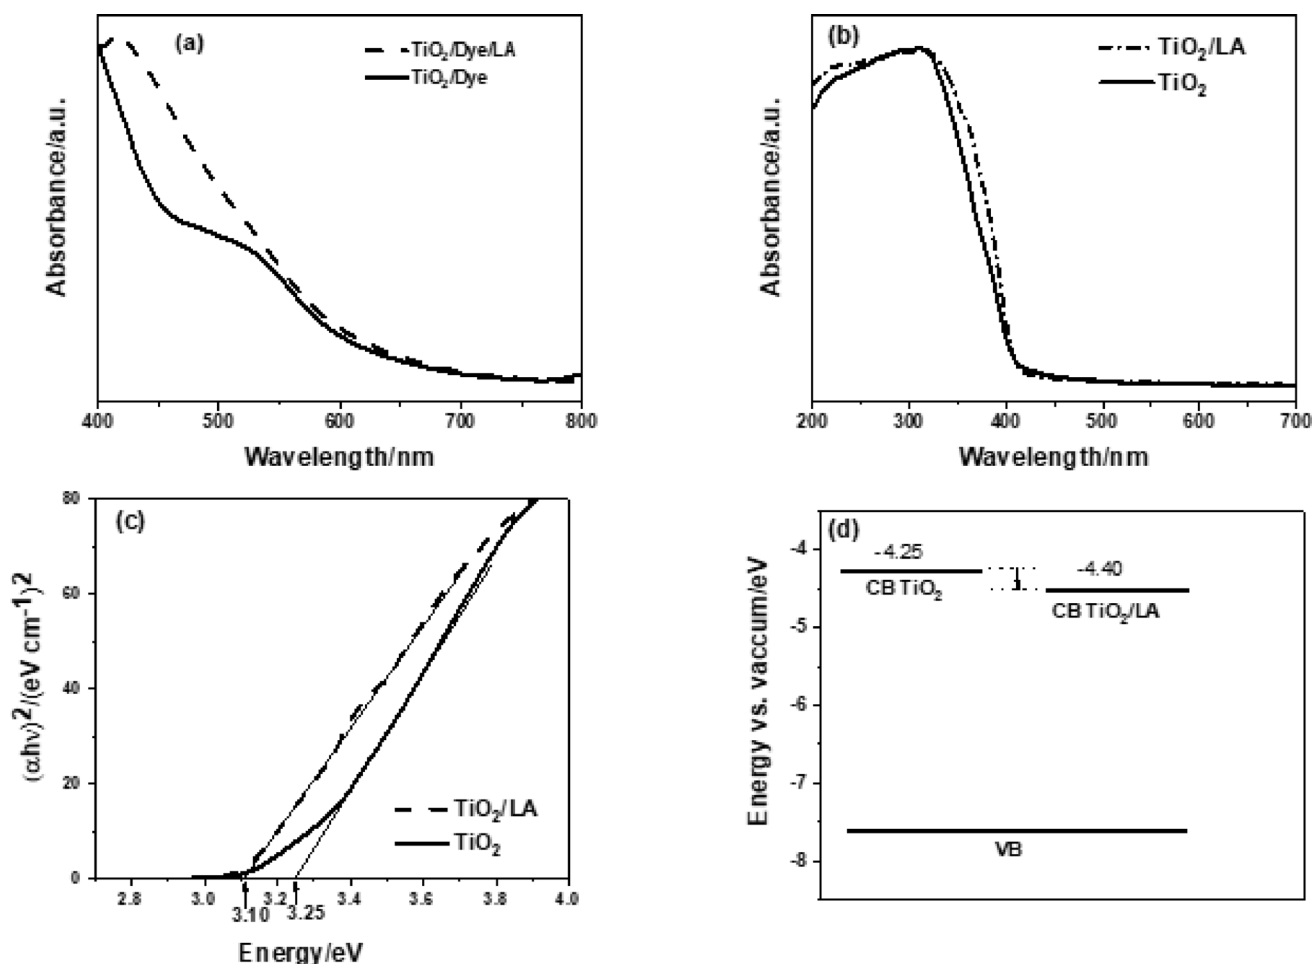 (a)
TiO2/Dye/LA
TiO2/Dye
Absorbance/a.u.
400 500 600 700 800
Wavelength/nm
(b)
TiO2/LA
TiO2
Absorbance/a.u.
200 300 400 500 600 700
Wavelength/nm
(c)
80
60
40
20
0
(αhν)2/(eV cm-1)2
TiO2/LA
TiO2
2.8 3.0 3.2 3.4 3.6 3.8 4.0
3.10 3.25
Energy/eV
(d)
-4
-5
-6
-7
-8
Energy vs. vaccum/eV
-4.25
CB TiO2
-4.40
CB TiO2/LA
VB